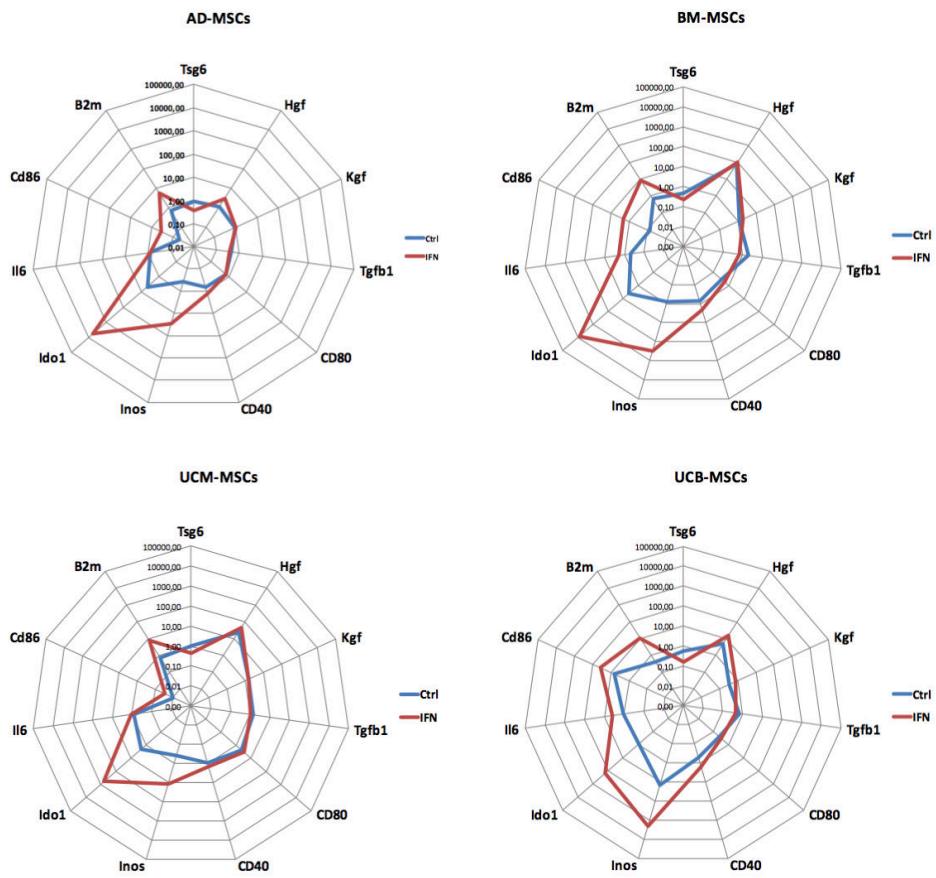 AD-MSCs
Tsg6
Hgf
Kgf
Tgfb1
CD80
CD40
Inos
Ido1
Il6
Cd86
B2m
100000,00
10000,00
1000,00
100,00
10,00
1,00
0,10
0,01
Ctrl
IFN
BM-MSCs
Tsg6
Hgf
Kgf
Tgfb1
CD80
CD40
Inos
Ido1
Il6
Cd86
B2m
100000,00
10000,00
1000,00
100,00
10,00
1,00
0,10
0,01
0,00
Ctrl
IFN
UCM-MSCs
Tsg6
Hgf
Kgf
Tgfb1
CD80
CD40
Inos
Ido1
Il6
Cd86
B2m
100000,00
10000,00
1000,00
100,00
10,00
1,00
0,10
0,01
0,00
Ctrl
IFN
UCB-MSCs
Tsg6
Hgf
Kgf
Tgfb1
CD80
CD40
Inos
Ido1
Il6
Cd86
B2m
100000,00
10000,00
1000,00
100,00
10,00
1,00
0,10
0,01
0,00
Ctrl
IFN